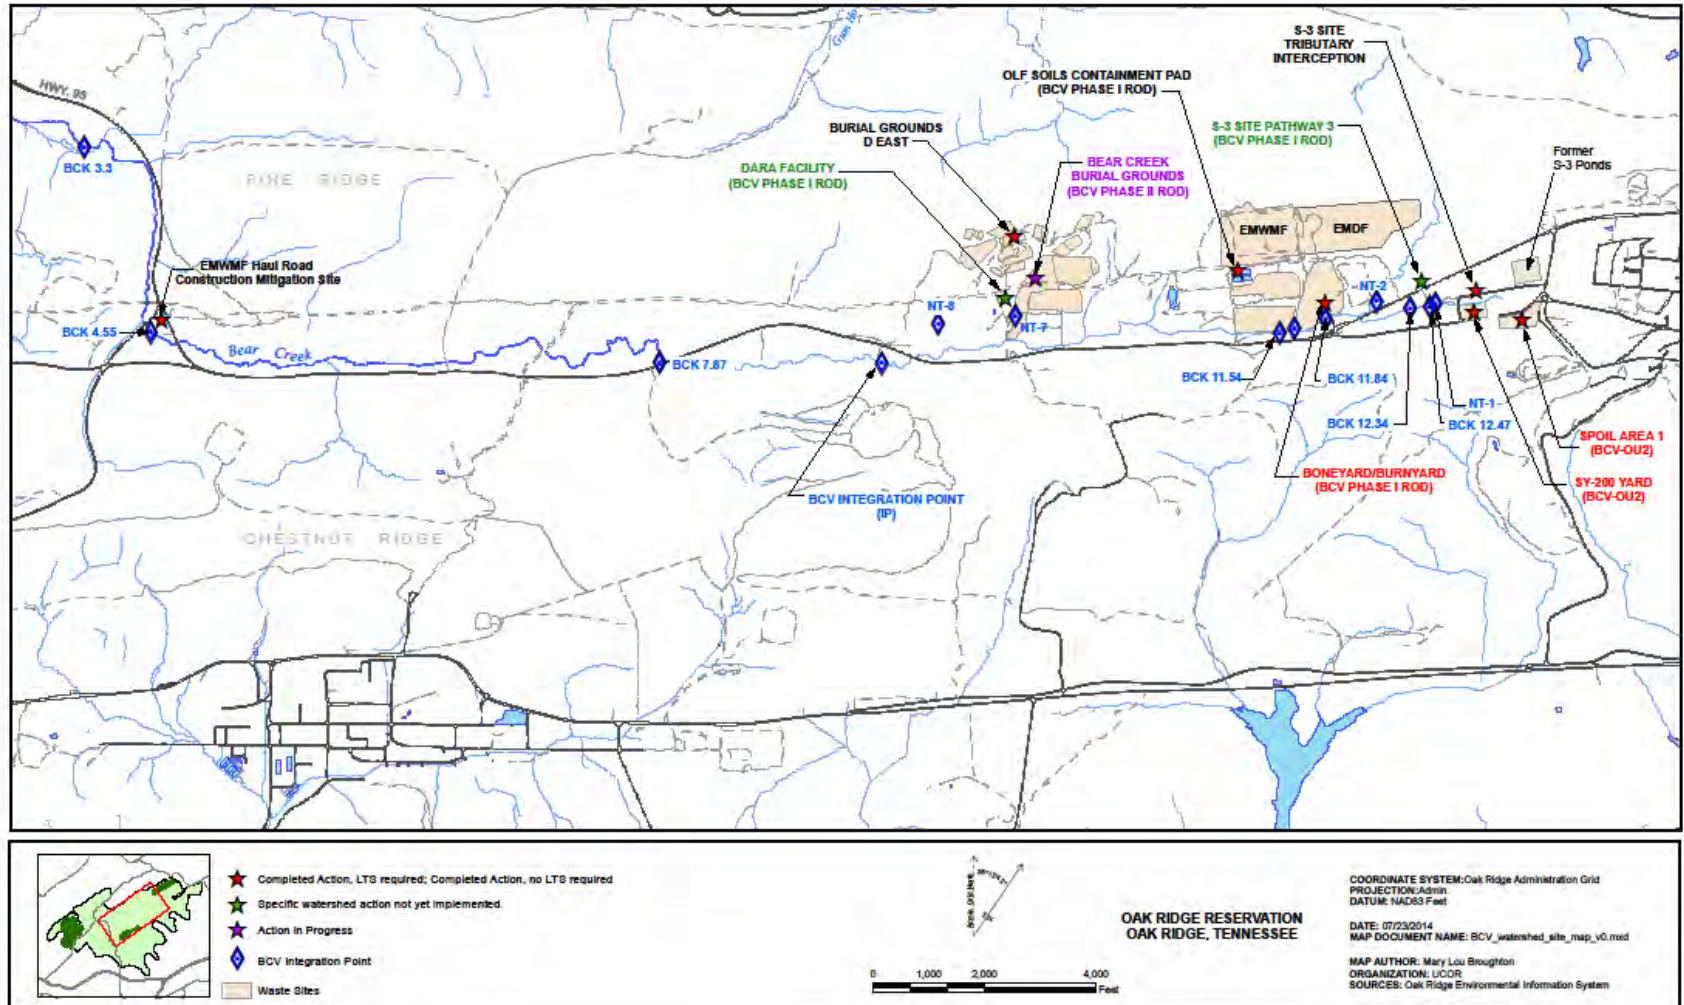 S-3 SITE
TRIBUTARY
INTERCEPTION
OLF SOILS CONTAINMENT PAD
(BCV PHASE I ROD)
HWY. 95
BURIAL GROUNDS
D EAST
S-3 SITE PATHWAY 3
(BCV PHASE I ROD)
Former
S-3 Ponds
BCK 3.3
PINE RIDGE
DARA FACILITY
(BCV PHASE I ROD)
BEAR CREEK
BURIAL GROUNDS
(BCV PHASE II ROD)
EMWMF
EMDF
EMWMF Haul Road
Construction Mitigation Site
NT-2
NT-8
NT-7
BCK 4.55
Bear Creek
BCK 7.87
BCK 11.54
BCK 11.84
NT-1
BCK 12.34
BCK 12.47
SPOIL AREA 1
(BCV-OU2)
BONEYARD/BURNYARD
(BCV PHASE I ROD)
SY-200 YARD
(BCV-OU2)
BCV INTEGRATION POINT
(IP)
CHESTNUT RIDGE
Completed Action, LTS required; Completed Action, no LTS required
Specific watershed action not yet implemented
Action in Progress
BCV Integration Point
Waste Sites
0 1,000 2,000 4,000
Feet
OAK RIDGE RESERVATION
OAK RIDGE, TENNESSEE
COORDINATE SYSTEM:Oak Ridge Administration Grid
PROJECTION:Admin
DATUM: NAD83 Feet
DATE: 07/23/2014
MAP DOCUMENT NAME: BCV_watershed_site_map_v0.mxd
MAP AUTHOR: Mary Lou Broughton
ORGANIZATION: UCOR
SOURCES: Oak Ridge Environmental Information System